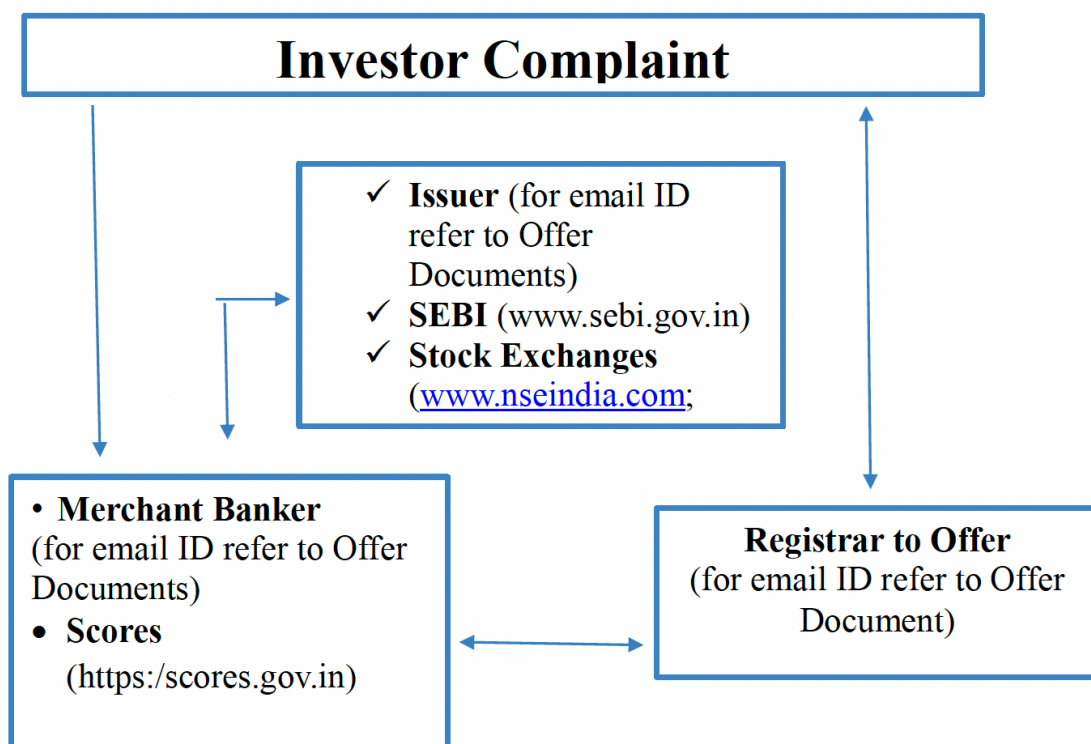 Investor Complaint
✓ Issuer (for email ID
refer to Offer
Documents)
✓ SEBI (www.sebi.gov.in)
✓ Stock Exchanges
(www.nseindia.com;
• Merchant Banker
(for email ID refer to Offer
Documents)
• Scores
(https:/scores.gov.in)
Registrar to Offer
(for email ID refer to Offer
Document)